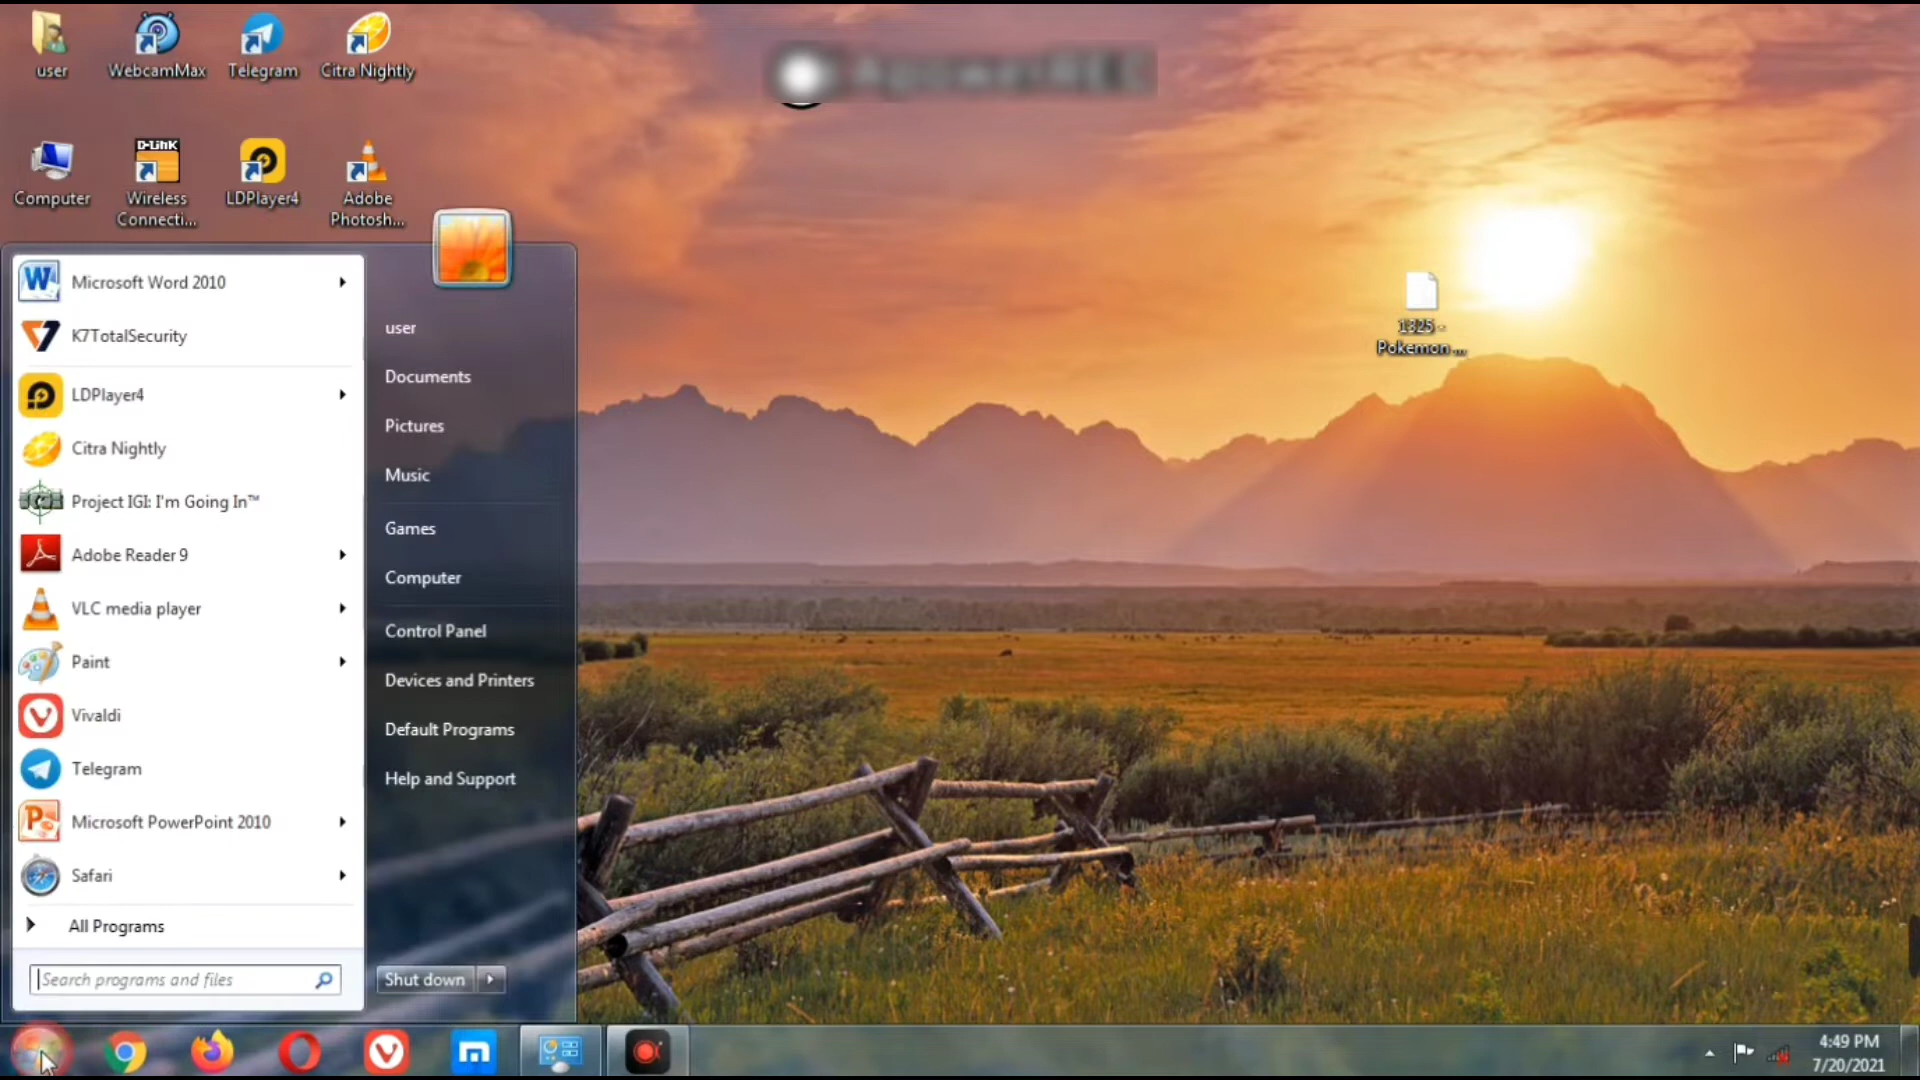 user
WebcamMax
Telegram
Citra Nightly
Computer
D-Link
Wireless
Connecti...
LDPlayer4
Adobe
Photosh...
1325 -
Pokemon ...
Microsoft Word 2010
K7TotalSecurity
LDPlayer4
Citra Nightly
Project IGI: I'm Going In™
Adobe Reader 9
VLC media player
Paint
Vivaldi
Telegram
Microsoft PowerPoint 2010
Safari
All Programs
Search programs and files
user
Documents
Pictures
Music
Games
Computer
Control Panel
Devices and Printers
Default Programs
Help and Support
Shut down
4:49 PM
7/20/2021